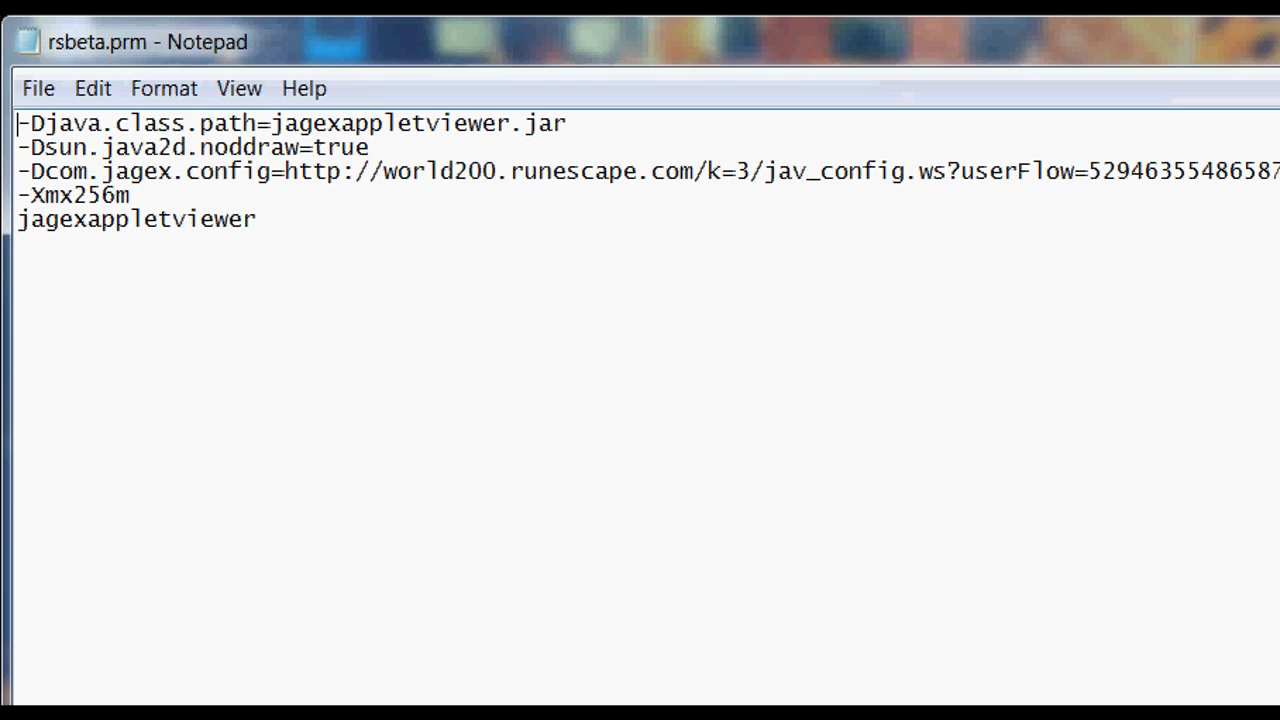 rsbeta.prm - Notepad
File Edit Format View Help
-Djava.class.path=jagexappletviewer.jar
-Dsun.java2d.noddraw=true
-Dcom.jagex.config=http://world200.runescape.com/k=3/jav_config.ws?userFlow=52946355486587
-Xmx256m
jagexappletviewer